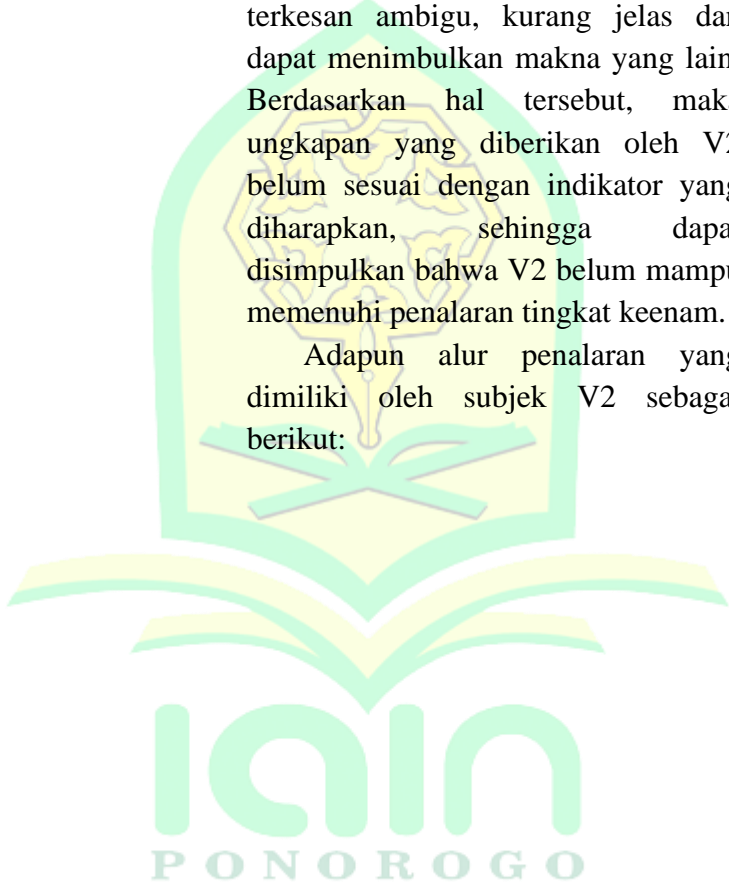 terkesan ambigu, kurang jelas dan
dapat menimbulkan makna yang lain
Berdasarkan hal tersebut, maka
ungkapan yang diberikan oleh V2
belum sesuai dengan indikator yang
diharapkan, sehingga dapat
disimpulkan bahwa V2 belum mampu
memenuhi penalaran tingkat keenam.
Adapun alur penalaran yang
dimiliki oleh subjek V2 sebagai
berikut:
iain
PONOROGO